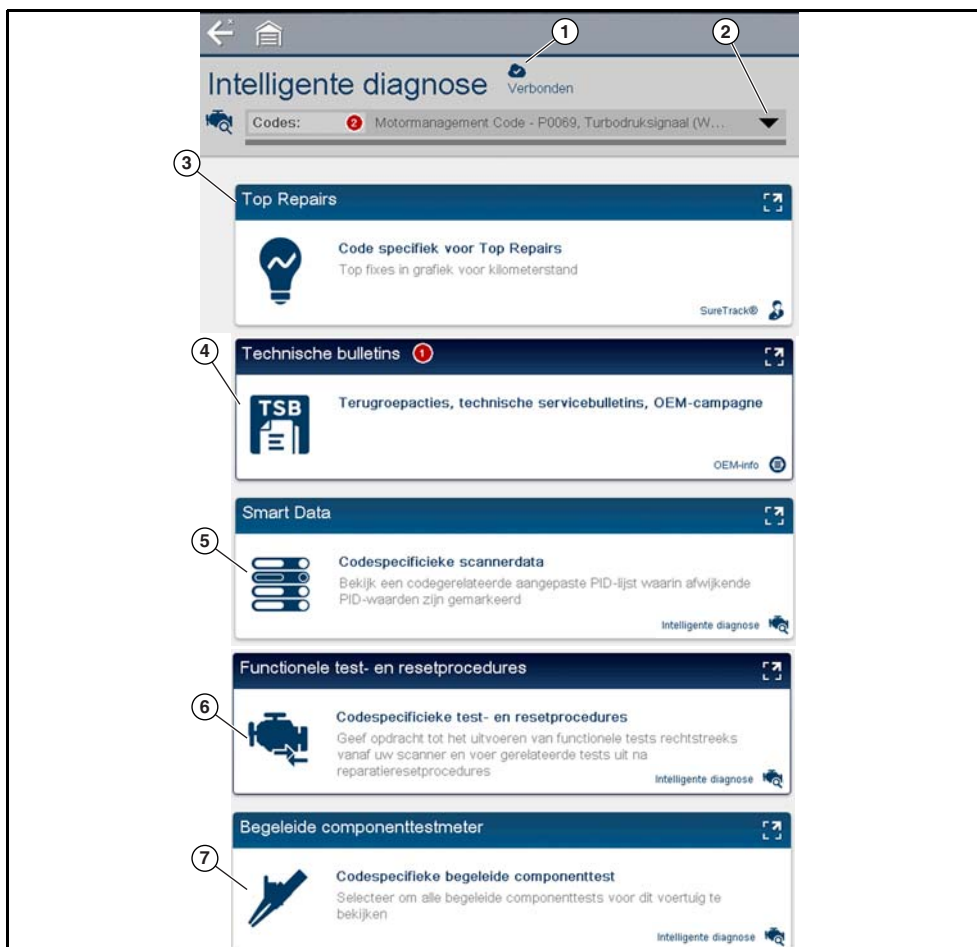 1
2
Intelligente diagnose
Verbonden
Codes: 2 Motormanagement Code - P0069, Turbodruksignaal (W...
3
Top Repairs
Code specifiek voor Top Repairs
Top fixes in grafiek voor kilometerstand
SureTrack®
4
Technische bulletins 1
TSB
Terugroepacties, technische servicebulletins, OEM-campagne
OEM-info
Smart Data
5
Codespecificieke scannerdata
Bekijk een codegerelateerde aangepaste PID-lijst waarin afwijkende
PID-waarden zijn gemarkeerd
Intelligente diagnose
Functionele test- en resetprocedures
6
Codespecificieke test- en resetprocedures
Geef opdracht tot het uitvoeren van functionele tests rechtstreeks
vanaf uw scanner en voer gerelateerde tests uit na
reparatieresetprocedures
Intelligente diagnose
Begeleide componenttestmeter
7
Codespecifieke begeleide componenttest
Selecteer om alle begeleide componenttests voor dit voertuig te
bekijken
Intelligente diagnose